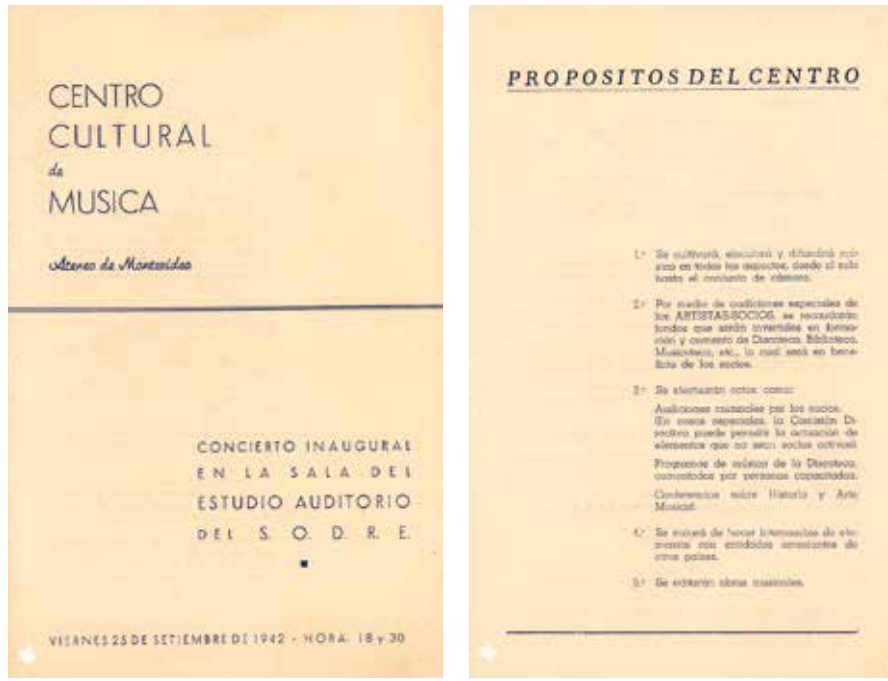 CENTRO
CULTURAL
de
MUSICA
Ateneo de Montevideo
CONCIERTO INAUGURAL
EN LA SALA DEL
ESTUDIO AUDITORIO
DEL S. O. D. R. E.
VIERNES 25 DE SETIEMBRE DE 1942 - HORA 18 y 30
PROPOSITOS DEL CENTRO
1.º Se cultivará, ejecutará y difundirá mú-
sica en todos los aspectos, desde el solo
hasta el conjunto de cámara.
2.º Por medio de audiciones especiales de
los ARTISTAS-SOCIOS, se recaudarán
fondos que serán invertidos en forma-
ción y aumento de Discoteca, Biblioteca,
Musicoteca, etc., lo cual será en bene-
ficio de los socios.
3.º Se efectuarán actos como:
Audiciones musicales por los socios.
(En casos especiales, la Comisión Di-
rectiva puede permitir la actuación de
elementos que no sean socios activos)
Programas de música de la Discoteca,
comentados por personas capacitadas.
Conferencias sobre Historia y Arte
Musical.
4.º Se tratará de hacer intercambio de ele-
mentos con entidades de
otros países.
5.º Se editarán obras musicales.